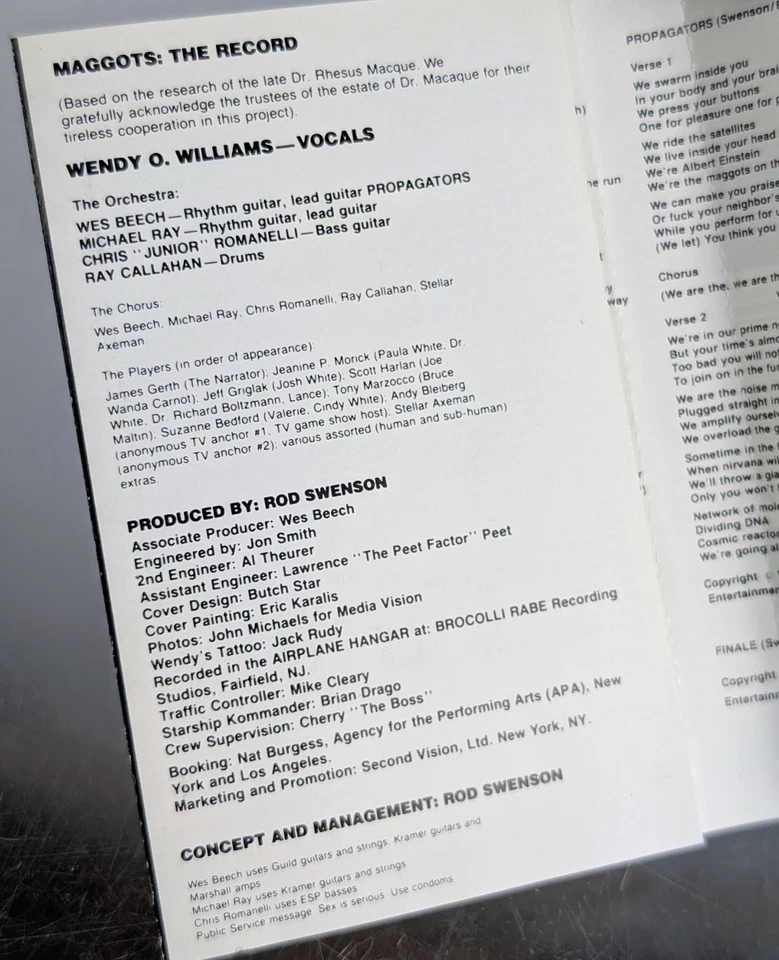 MAGGOTS: THE RECORD
(Based on the research of the late Dr. Rhesus Macque. We
gratefully acknowledge the trustees of the estate of Dr. Macaque for their
tireless cooperation in this project).
WENDY O. WILLIAMS—VOCALS
The Orchestra:
WES BEECH—Rhythm guitar, lead guitar PROPAGATORS
MICHAEL RAY—Rhythm guitar, lead guitar
CHRIS "JUNIOR" ROMANELLI—Bass guitar
RAY CALLAHAN—Drums
The Chorus:
Wes Beech, Michael Ray, Chris Romanelli, Ray Callahan, Stellar
Axeman
The Players (in order of appearance):
James Gerth (The Narrator); Jeanine P. Morick (Paula White, Dr.
Wanda Carnot); Jeff Griglak (Josh White); Scott Harlan (Joe
White, Dr. Richard Boltzmann, Lance); Tony Marzocco (Bruce
Maltin); Suzanne Bedford (Valerie, Cindy White); Andy Bleiberg
(anonymous TV anchor #1, TV game show host); Stellar Axeman
(anonymous TV anchor #2); various assorted (human and sub-human)
extras
PRODUCED BY: ROD SWENSON
Associate Producer: Wes Beech
Engineered by: Jon Smith
2nd Engineer: Al Theurer
Assistant Engineer: Lawrence "The Peet Factor" Peet
Cover Design: Butch Star
Cover Painting: Eric Karalis
Photos: John Michaels for Media Vision
Wendy's Tattoo: Jack Rudy
Recorded in the AIRPLANE HANGAR at: BROCOLLI RABE Recording
Studios, Fairfield, NJ.
Traffic Controller: Mike Cleary
Starship Kommander: Brian Drago
Crew Supervision: Cherry "The Boss"
Booking: Nat Burgess, Agency for the Performing Arts (APA), New
York and Los Angeles.
Marketing and Promotion: Second Vision, Ltd. New York, NY.
CONCEPT AND MANAGEMENT: ROD SWENSON
Wes Beech uses Guild guitars and strings, Kramer guitars and
Marshall amps
Michael Ray uses Kramer guitars and strings
Chris Romanelli uses ESP basses
Public Service message Sex is serious Use condoms
h)
he run
way
PROPAGATORS (Swenson/
Verse 1
We swarm inside you
In your body and your
We press your buttons
One for pleasure one for
We ride the satellites
We live inside your head
We're Albert Einstein
We're the maggots on
We can make you
Or fuck your neighbor's
While you perform for
(We let) You think you
Chorus
(We are the, we are
Verse 2
We're in our prime
But your time's
Too bad you will
To join on in the
We are the noise
Plugged straight
We amplify
We overload the
Sometime in the
When nirvana
We'll throw a
Only you won't
Network of
Dividing DNA
Cosmic
We're going
Copyright ©
FINALE
Copyright